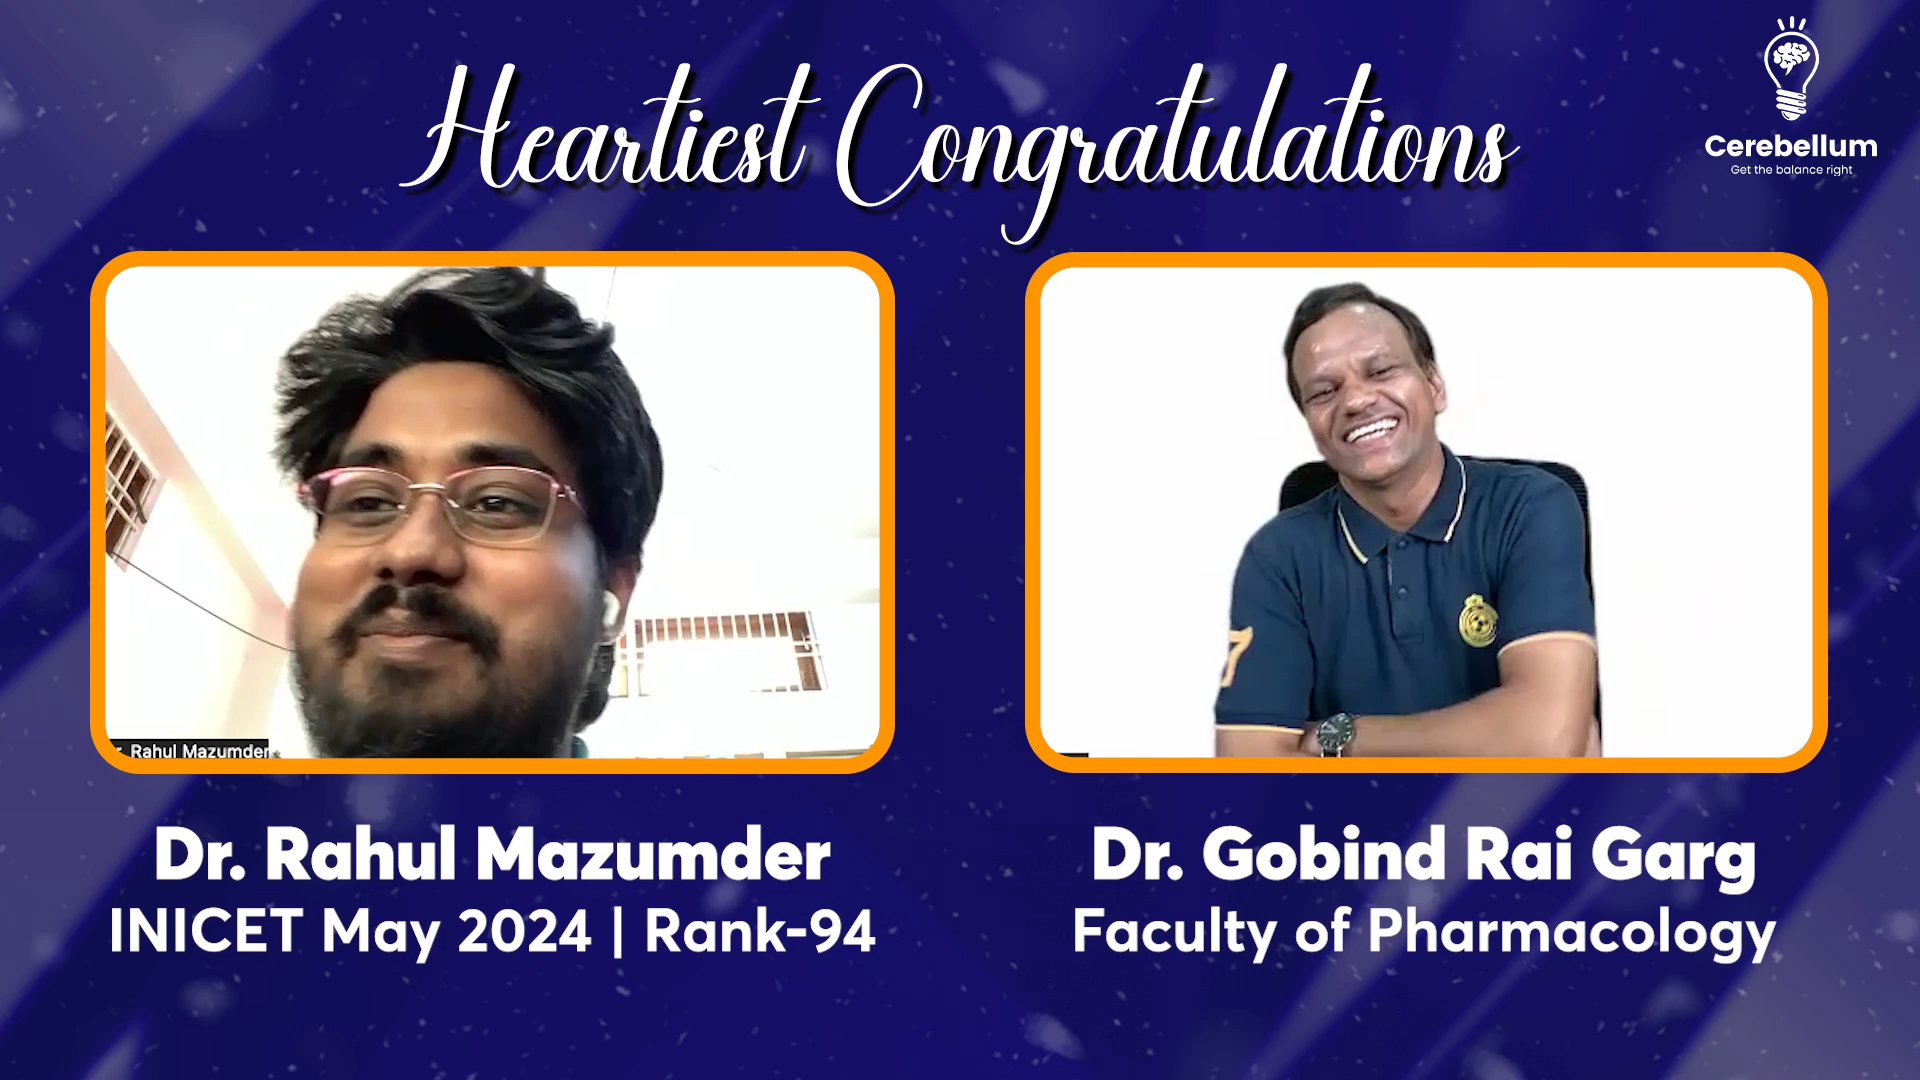 Heartiest Congratulations
Cerebellum
Get the balance right
r. Rahul Mazumder
7
Dr. Rahul Mazumder
INICET May 2024 | Rank-94
Dr. Gobind Rai Garg
Faculty of Pharmacology